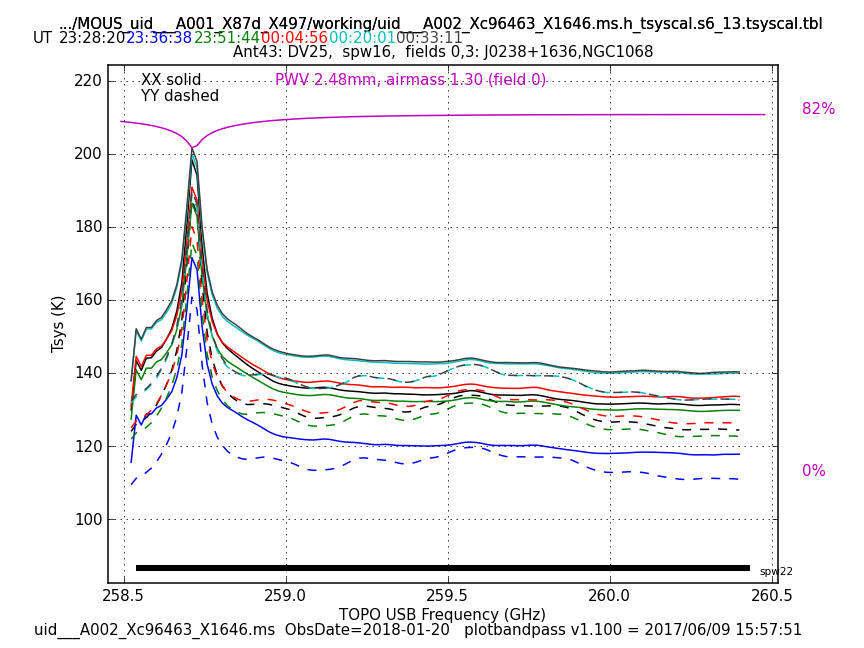 .../MOUS_uid___A001_X87d_X497/working/uid___A002_Xc96463_X1646.ms.h_tsyscal.s6_13.tsyscal.tbl
UT 23:28:20 23:36:38 23:51:44 00:04:56 00:20:01 00:33:11
Ant43: DV25, spw16, fields 0,3: J0238+1636,NGC1068
XX solid PWV 2.48mm, airmass 1.30 (field 0)
YY dashed
82%
0%
220
200
180
160
140
120
100
Tsys (K)
spw22
258.5 259.0 259.5 260.0 260.5
TOPO USB Frequency (GHz)
uid___A002_Xc96463_X1646.ms ObsDate=2018-01-20 plotbandpass v1.100 = 2017/06/09 15:57:51